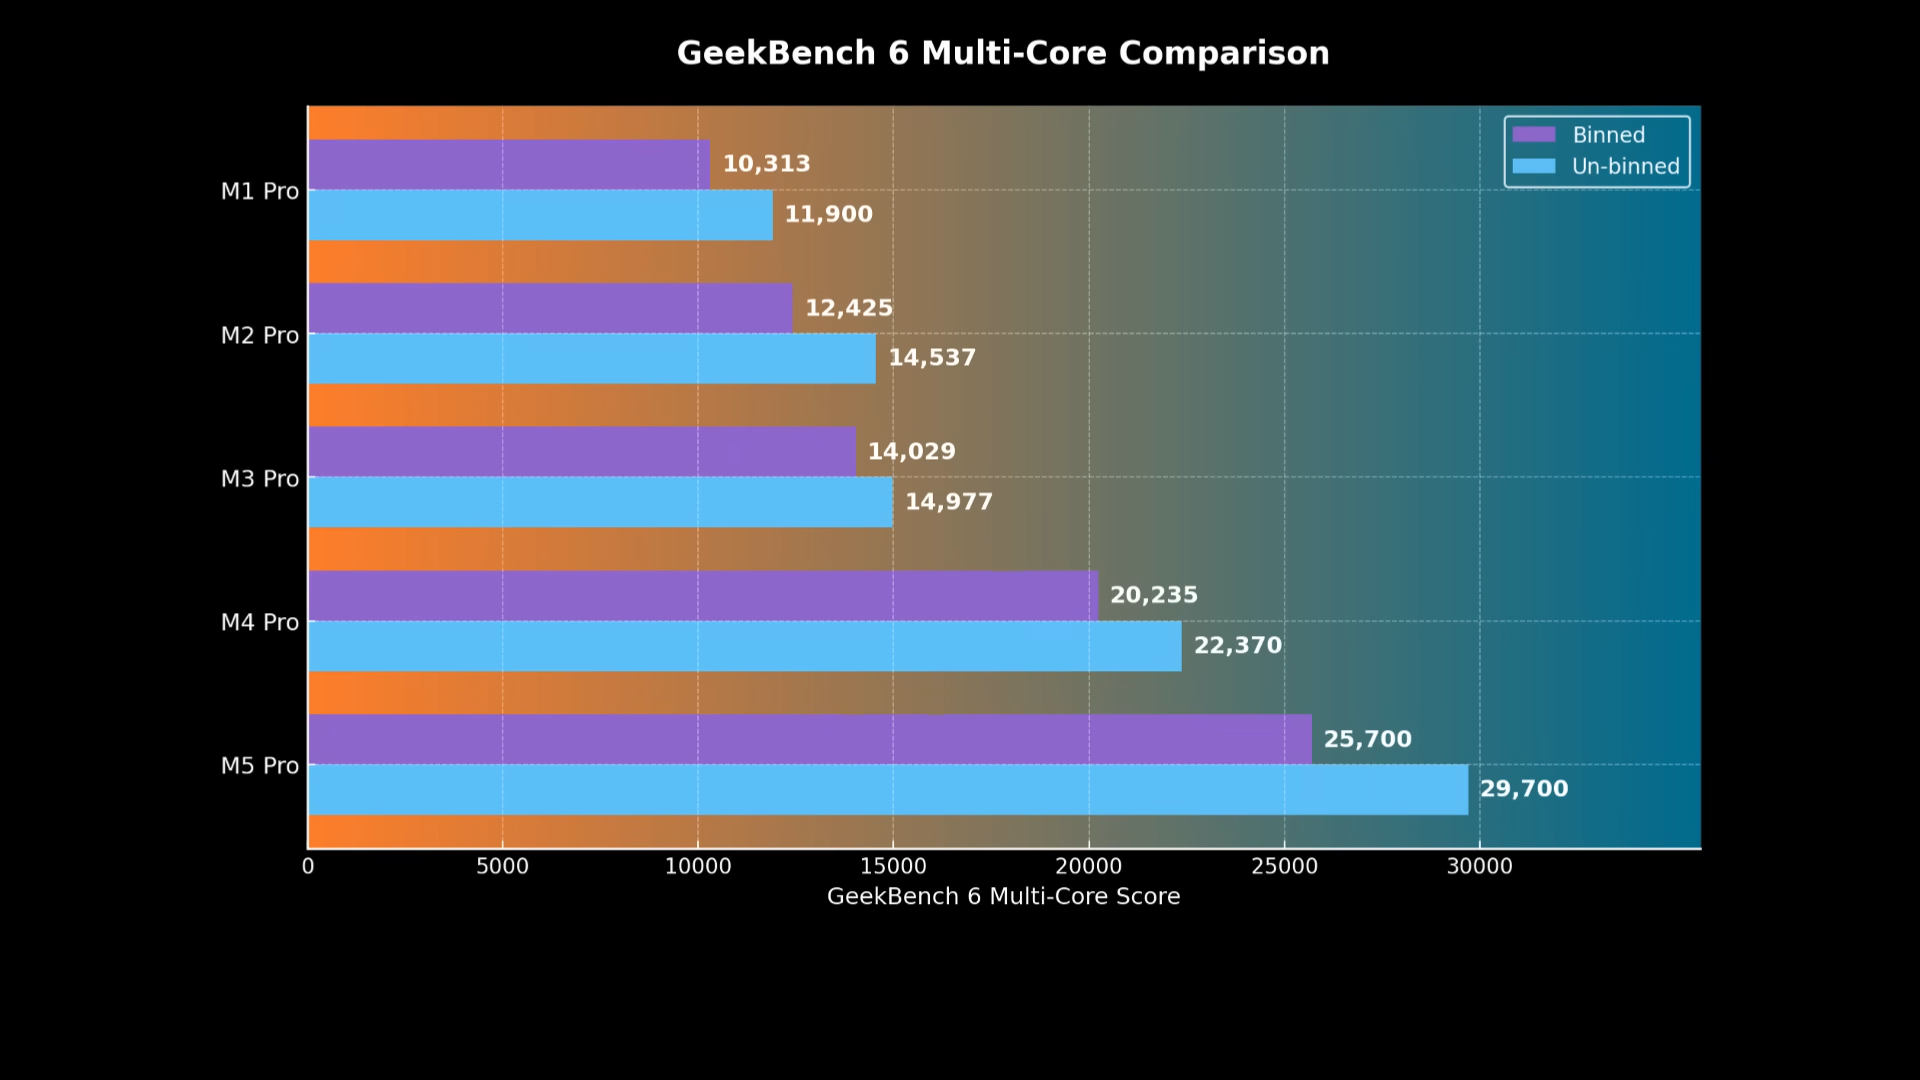 GeekBench 6 Multi-Core Comparison
Binned
Un-binned
M1 Pro
10,313
11,900
M2 Pro
12,425
14,537
M3 Pro
14,029
14,977
M4 Pro
20,235
22,370
M5 Pro
25,700
29,700
0 5000 10000 15000 20000 25000 30000
GeekBench 6 Multi-Core Score